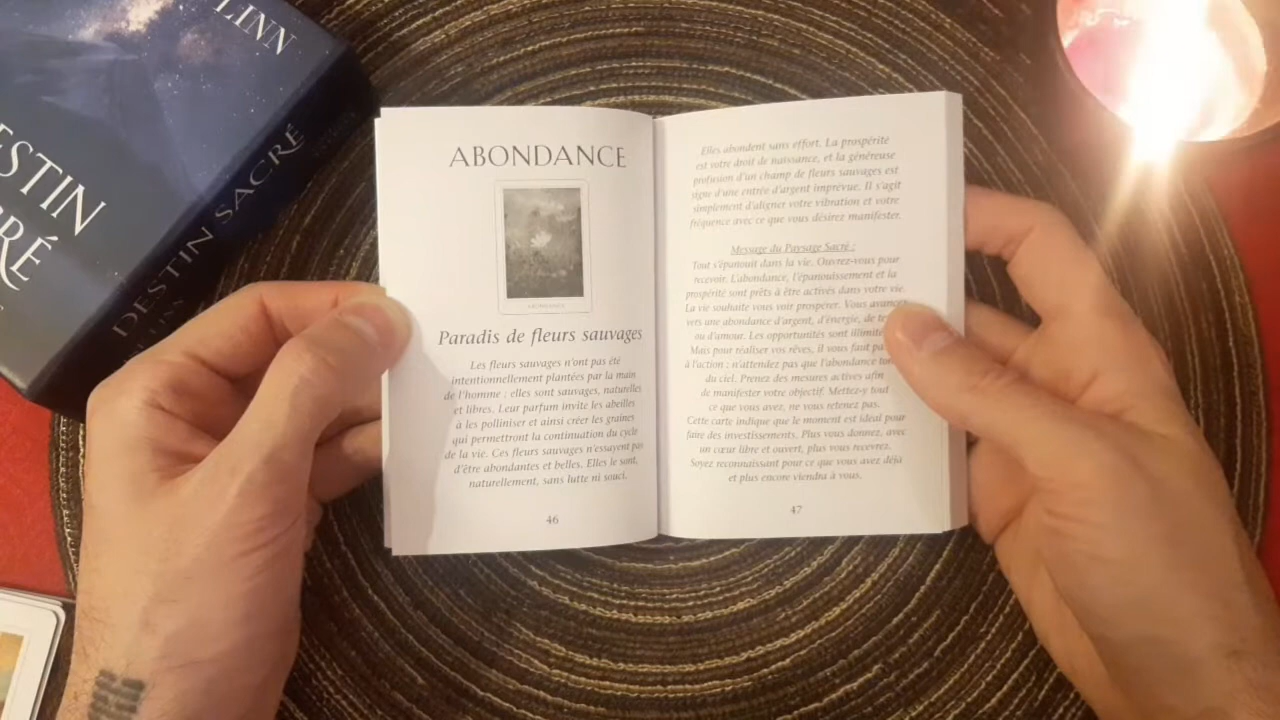 LINN
ESTIN
CRÉ
DESTIN SACRÉ
LINN
ABONDANCE
ABONDANCE
Paradis de fleurs sauvages
Les fleurs sauvages n'ont pas été
intentionnellement plantées par la main
de l'homme ; elles sont sauvages, naturelles
et libres. Leur parfum invite les abeilles
à les polliniser et ainsi créer les graines
qui permettront la continuation du cycle
de la vie. Ces fleurs sauvages n'essayent pas
d'être abondantes et belles. Elles le sont,
naturellement, sans lutte ni souci.
46
Elles abondent sans effort. La prospérité
est votre droit de naissance, et la généreuse
profusion d'un champ de fleurs sauvages est
signe d'une entrée d'argent imprévue. Il s'agit
simplement d'aligner votre vibration et votre
fréquence avec ce que vous désirez manifester.
Message du Paysage Sacré :
Tout s'épanouit dans la vie. Ouvrez-vous pour
recevoir. L'abondance, l'épanouissement et la
prospérité sont prêts à être activés dans votre vie.
La vie souhaite vous voir prospérer. Vous avancez
vers une abondance d'argent, d'énergie, de
ou d'amour. Les opportunités sont illimité
Mais pour réaliser vos rêves, il vous faut pa
à l'action : n'attendez pas que l'abondance to
du ciel. Prenez des mesures actives afin
de manifester votre objectif. Mettez-y tout
ce que vous avez, ne vous retenez pas.
Cette carte indique que le moment est idéal pour
faire des investissements. Plus vous donnez, avec
un cœur libre et ouvert, plus vous recevrez.
Soyez reconnaissant pour ce que vous avez déjà
et plus encore viendra à vous.
47